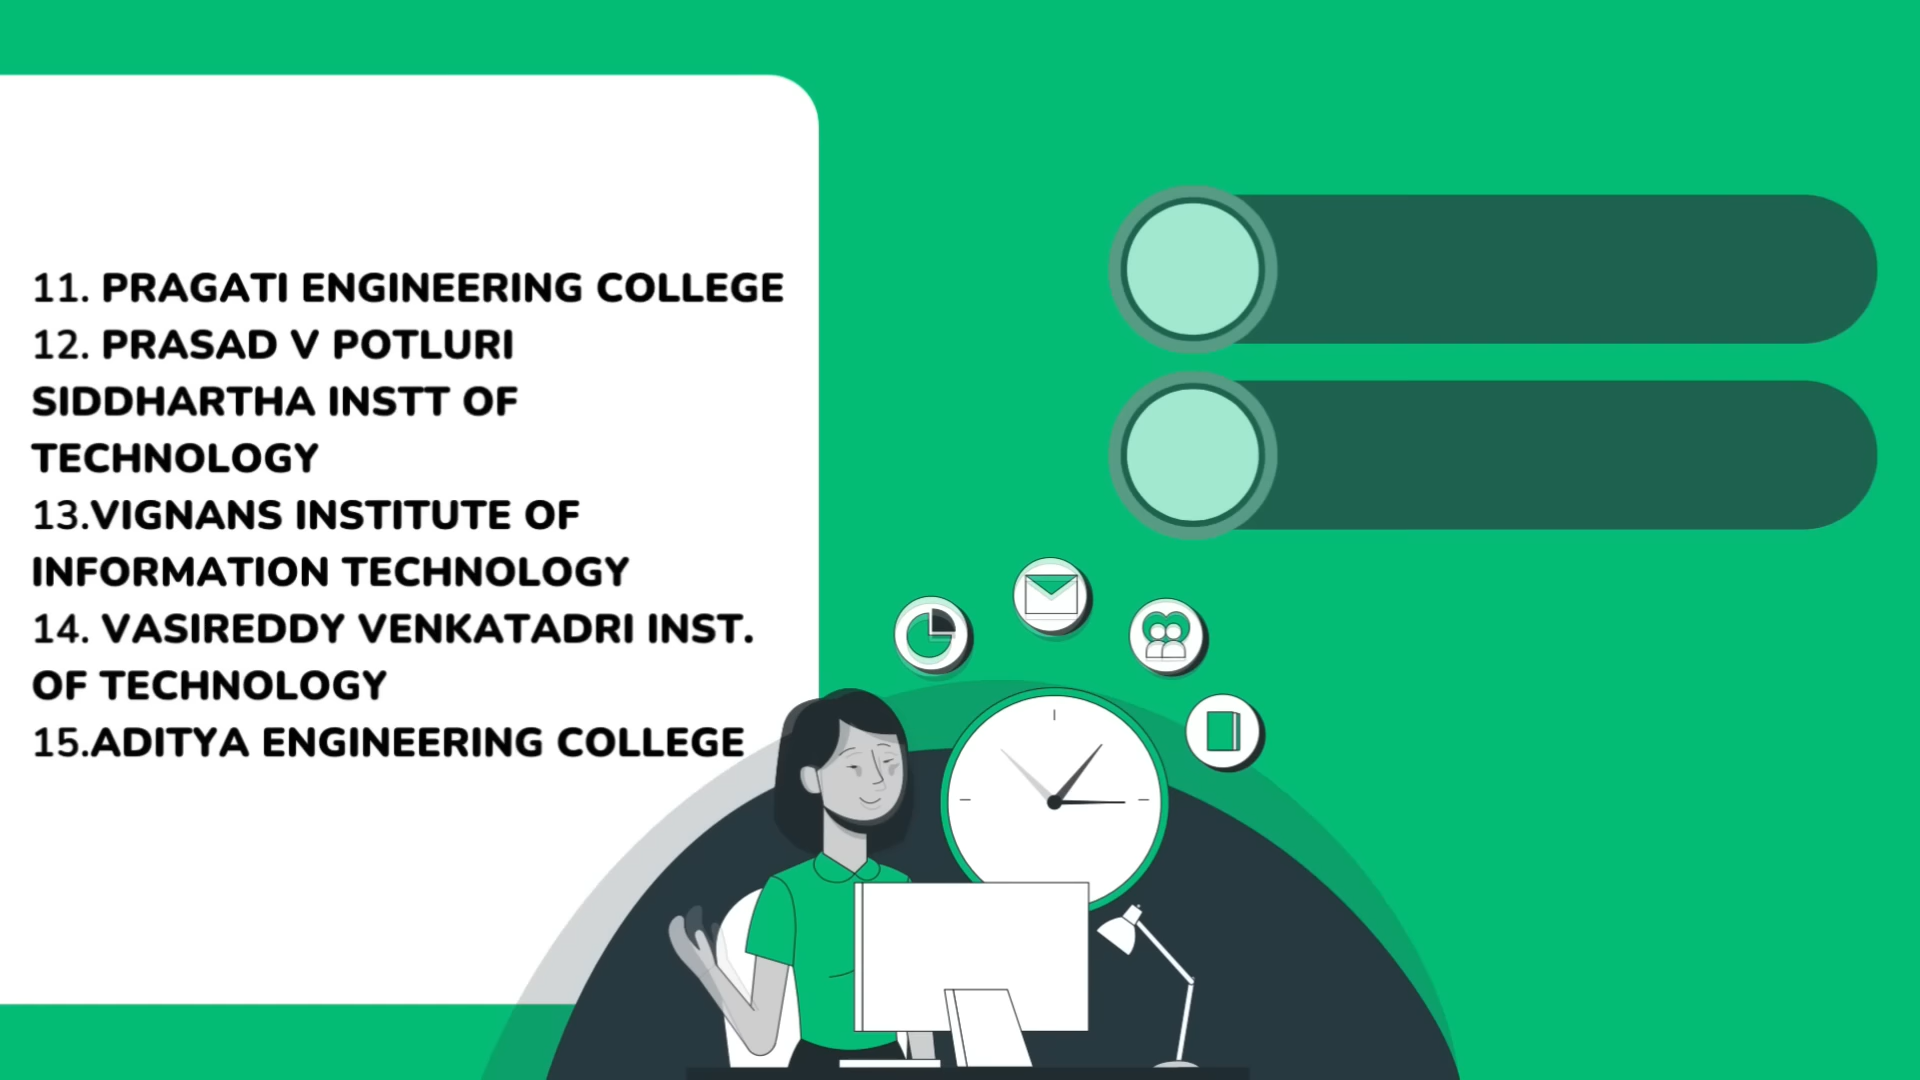 11. PRAGATI ENGINEERING COLLEGE
12. PRASAD V POTLURI
SIDDHARTHA INSTT OF
TECHNOLOGY
13.VIGNANS INSTITUTE OF
INFORMATION TECHNOLOGY
14. VASIREDDY VENKATADRI INST.
OF TECHNOLOGY
15.ADITYA ENGINEERING COLLEGE